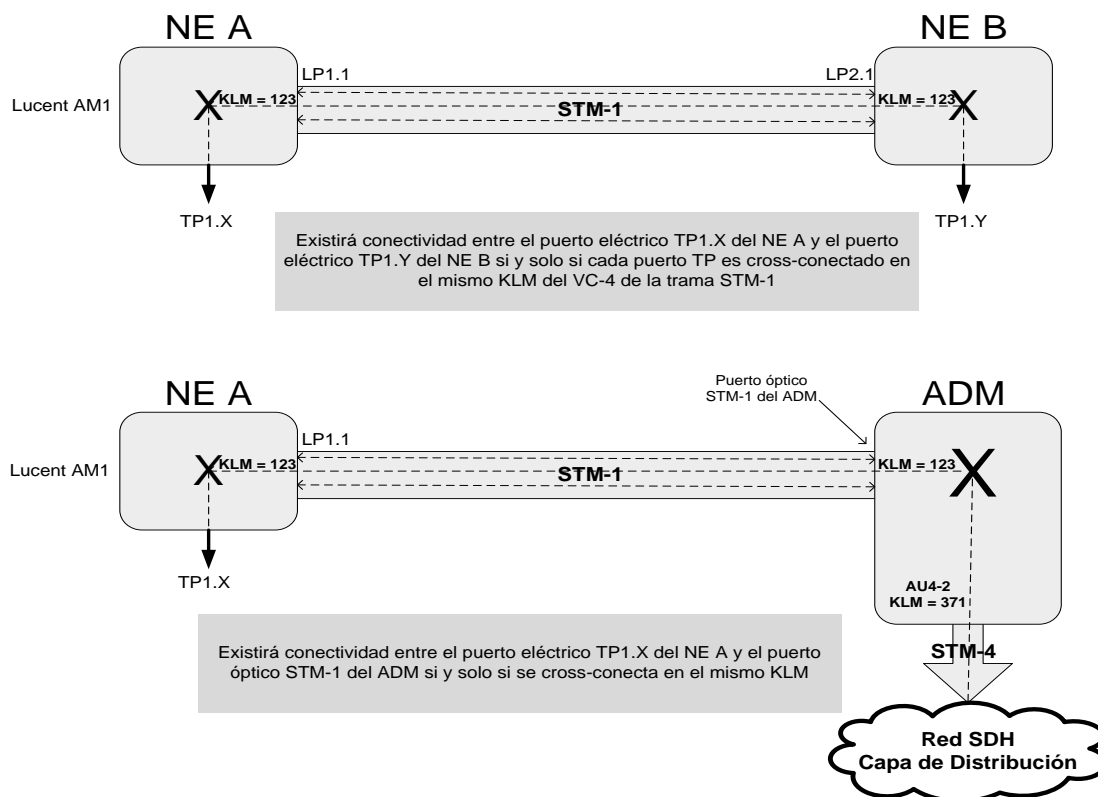 NE A
NE B
LP1.1
LP2.1
Lucent AM1
KLM = 123
STM-1
KLM = 123
TP1.X
TP1.Y
Existirá conectividad entre el puerto eléctrico TP1.X del NE A y el puerto
eléctrico TP1.Y del NE B si y solo si cada puerto TP es cross-conectado en
el mismo KLM del VC-4 de la trama STM-1
NE A
Puerto óptico
STM-1 del ADM
ADM
LP1.1
Lucent AM1
KLM = 123
STM-1
KLM = 123
TP1.X
AU4-2
KLM = 371
Existirá conectividad entre el puerto eléctrico TP1.X del NE A y el puerto
óptico STM-1 del ADM si y solo si se cross-conecta en el mismo KLM
STM-4
Red SDH
Capa de Distribución